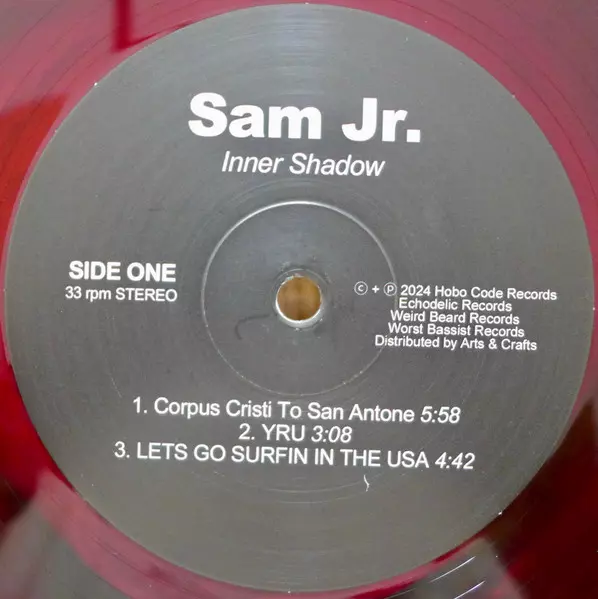 Sam Jr.
Inner Shadow
SIDE ONE
33 rpm STEREO
© + ℗ 2024 Hobo Code Records
Echodelic Records
Weird Beard Records
Worst Bassist Records
Distributed by Arts & Crafts
1. Corpus Cristi To San Antone 5:58
2. YRU 3:08
3. LETS GO SURFIN IN THE USA 4:42